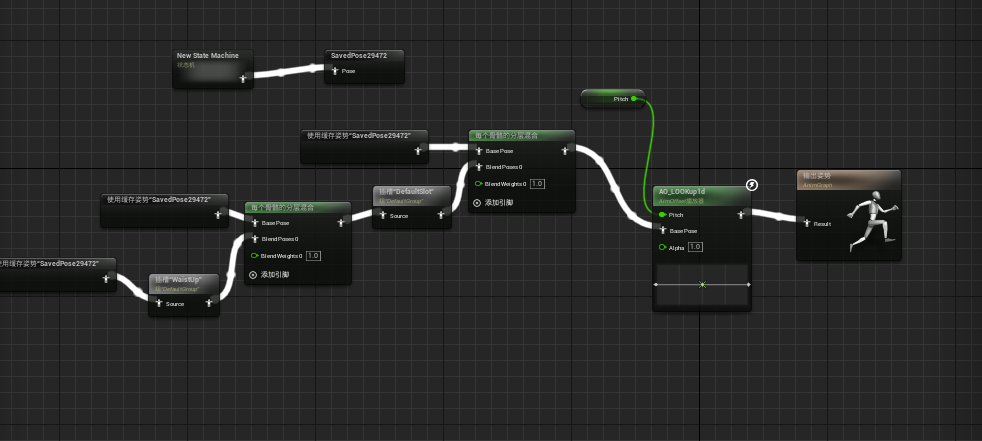 New State Machine
状态机
SavedPose29472
Pose
Pitch
使用缓存姿势"SavedPose29472"
每个骨骼的分层混合
Base Pose
Blend Poses 0
Blend Weights 0
1.0
添加引脚
使用缓存姿势"SavedPose29472"
每个骨骼的分层混合
Base Pose
Blend Poses 0
Blend Weights 0
1.0
添加引脚
插槽"DefaultSlot"
组"DefaultGroup"
Source
使用缓存姿势"SavedPose29472"
插槽"WaistUp"
组"DefaultGroup"
Source
AO_LOOKup1d
AimOffset播放器
Pitch
Base Pose
Alpha
1.0
输出姿势
AnimGraph
Result